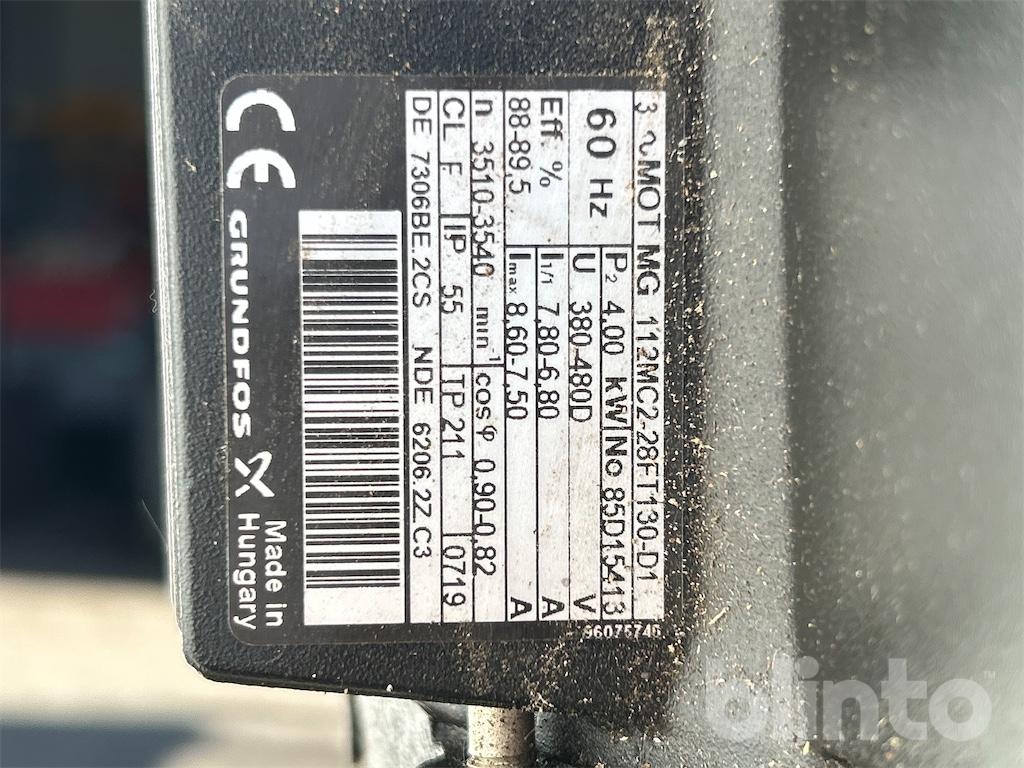 3 ~MOT MG 112MC2-28FT130-D1
60 Hz
P2 4,00 kW No 85D15413
U 380-480D V
Eff. % I1/1 7,80-6,80 A
88-89,5 Imax 8,60-7,50 A
n 3510-3540 min-1 cos φ 0,90-0,82
CL F IP 55 TP 211 0719
DE 7306BE.2CS NDE 6206.2Z.C3
CE GRUNDFOS Made in
Hungary
blinto